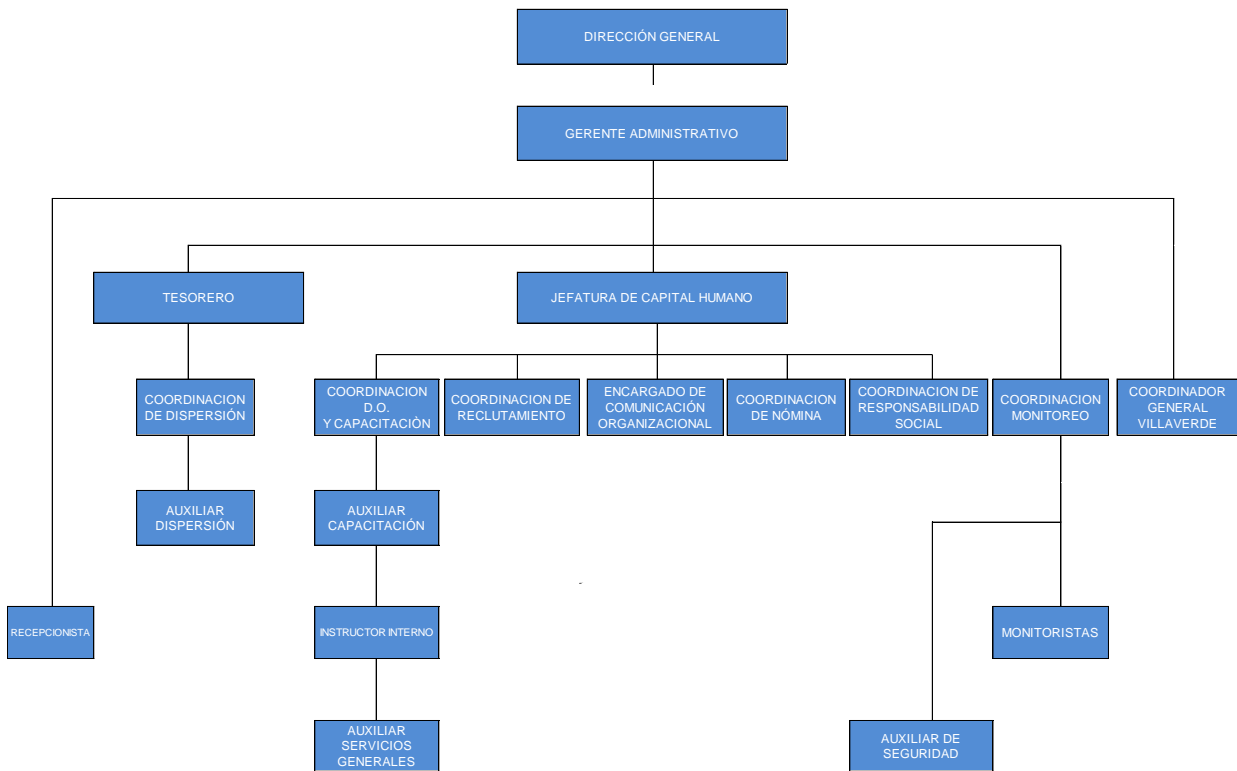 DIRECCIÓN GENERAL
GERENTE ADMINISTRATIVO
TESORERO
JEFATURA DE CAPITAL HUMANO
COORDINACION
DE DISPERSIÓN
COORDINACION
D.O.
Y CAPACITACIÒN
COORDINACION DE
RECLUTAMIENTO
ENCARGADO DE
COMUNICACIÓN
ORGANIZACIONAL
COORDINACION
DE NÓMINA
COORDINACION DE
RESPONSABILIDAD
SOCIAL
COORDINACION
MONITOREO
COORDINADOR
GENERAL
VILLAVERDE
AUXILIAR
DISPERSIÓN
AUXILIAR
CAPACITACIÓN
RECEPCIONISTA
INSTRUCTOR INTERNO
MONITORISTAS
AUXILIAR
SERVICIOS
GENERALES
AUXILIAR DE
SEGURIDAD